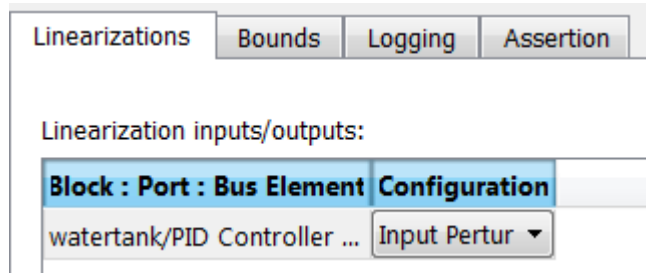 Linearizations Bounds Logging Assertion
Linearization inputs/outputs:
Block : Port : Bus Element Configuration
watertank/PID Controller ... Input Pertur